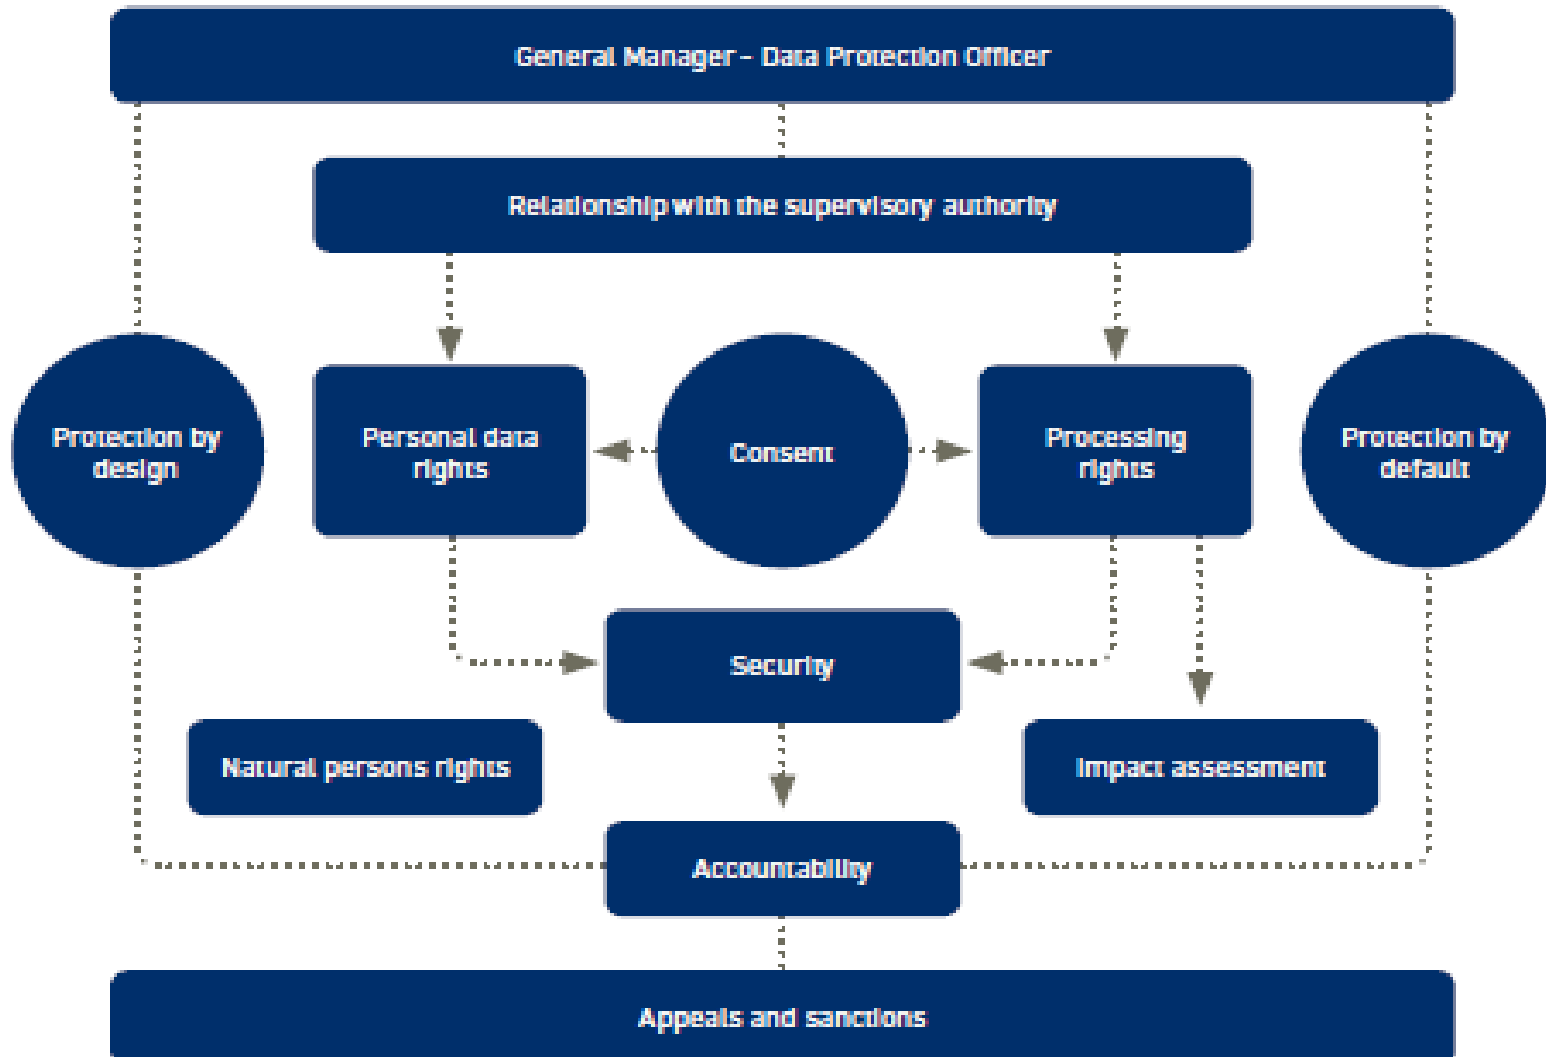 General Manager – Data Protection Officer
Relationship with the supervisory authority
Protection by
design
Personal data
rights
Consent
Processing
rights
Protection by
default
Security
Natural persons rights
Impact assessment
Accountability
Appeals and sanctions